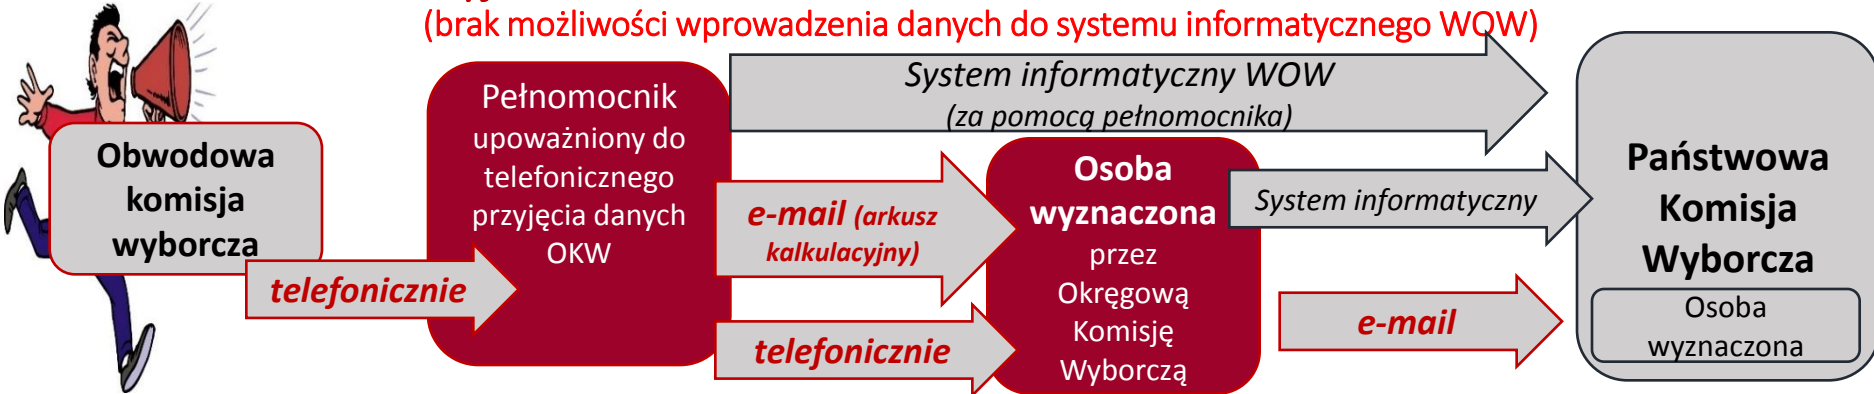 (brak możliwości wprowadzenia danych do systemu informatycznego WOW)
Obwodowa
komisja
wyborcza
telefonicznie
Pełnomocnik
upoważniony do
telefonicznego
przyjęcia danych
OKW
System informatyczny WOW
(za pomocą pełnomocnika)
e-mail (arkusz
kalkulacyjny)
telefonicznie
Osoba
wyznaczona
przez
Okręgową
Komisję
Wyborczą
System informatyczny
e-mail
Państwowa
Komisja
Wyborcza
Osoba
wyznaczona